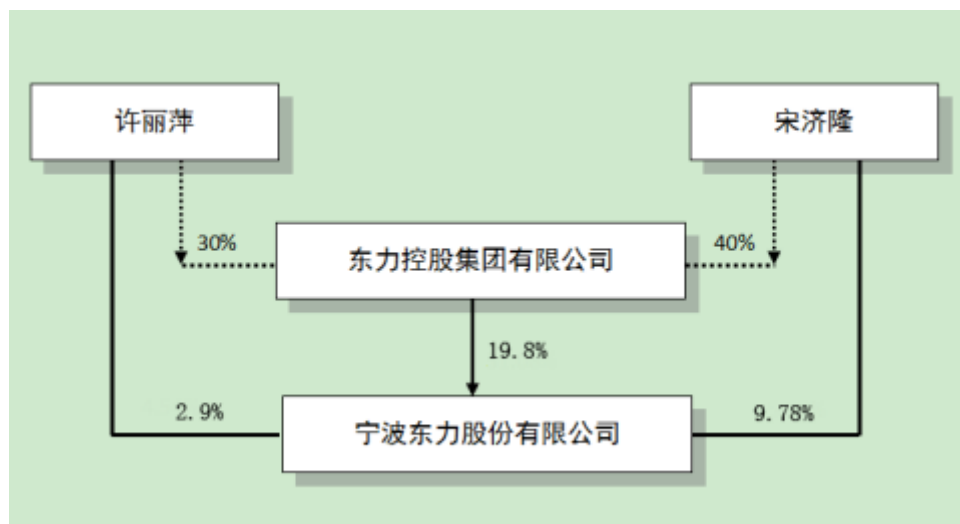 许丽萍
宋济隆
30%
东力控股集团有限公司
40%
19.8%
2.9%
宁波东力股份有限公司
9.78%